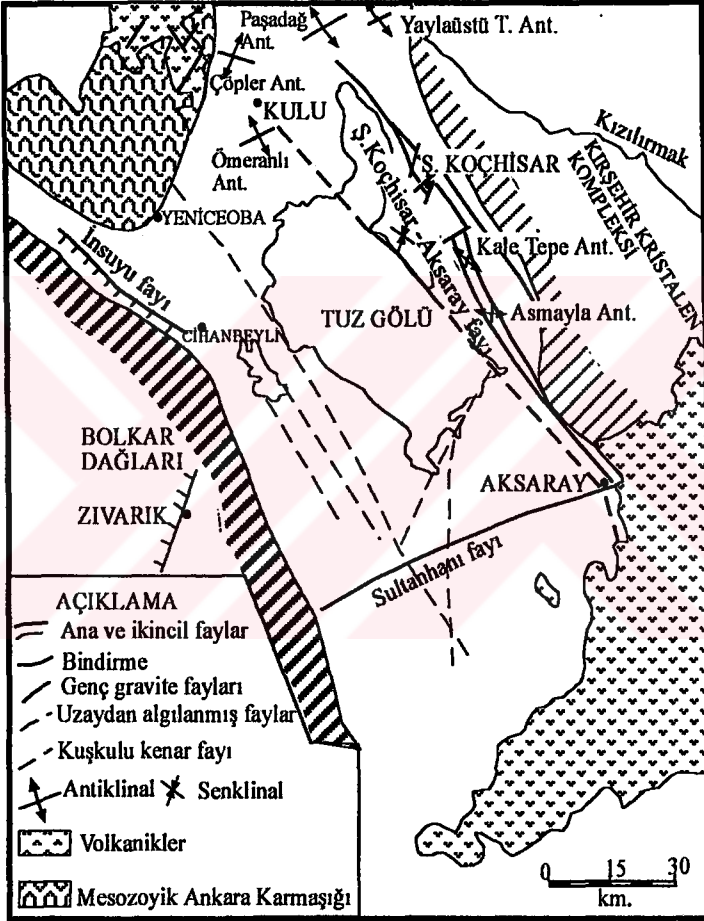 Paşadağ
Ant.
Yaylaüstü T. Ant.
Çöpler Ant.
KULU
Ömeranlı
Ant.
Kızılırmak
Ş. KOÇHİSAR
KIRŞEHİR KRİSTALEN
KOMPLEKSİ
Ş.Koçhisar -Aksaray fayı
YENİCEOBA
Kale Tepe Ant.
İnsuyu fayı
TUZ GÖLÜ
Asmayla Ant.
CİHANBEYLİ
BOLKAR
DAĞLARI
AKSARAY
ZIVARIK
Sultanhanı fayı
AÇIKLAMA
Ana ve ikincil faylar
Bindirme
Genç gravite fayları
Uzaydan algılanmış faylar
Kuşkulu kenar fayı
Antiklinal Senklinal
Volkanikler
Mesozoyik Ankara Karmaşığı
0 15 30
km.